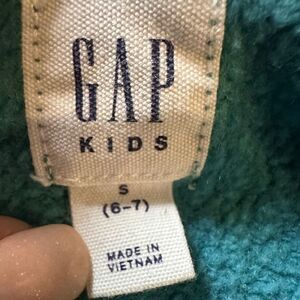 GAP
KIDS
S
(6-7)
MADE IN
VIETNAM